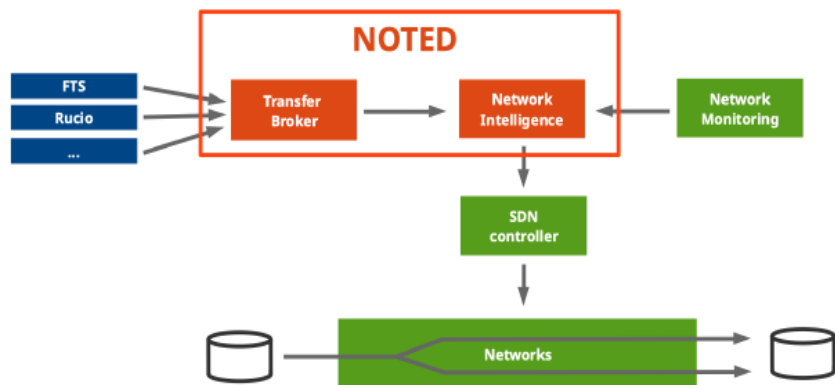 NOTED
FTS
Rucio
...
Transfer
Broker
Network
Intelligence
Network
Monitoring
SDN
controller
Networks